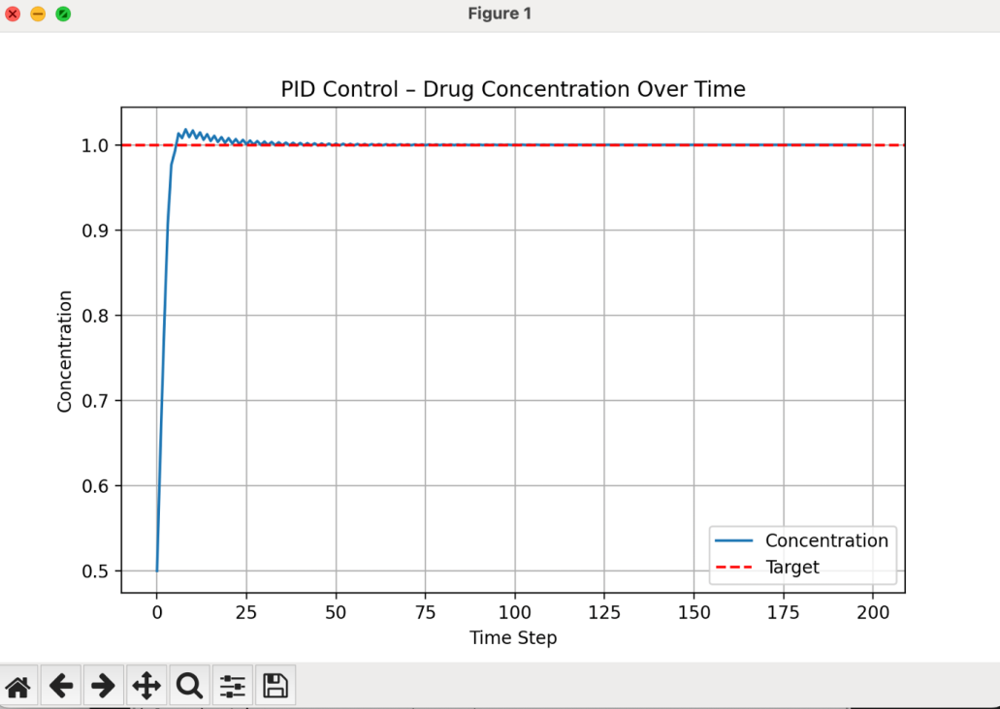 Figure 1
PID Control – Drug Concentration Over Time
1.0
0.9
0.8
0.7
0.6
0.5
Concentration
Concentration
Target
0 25 50 75 100 125 150 175 200
Time Step